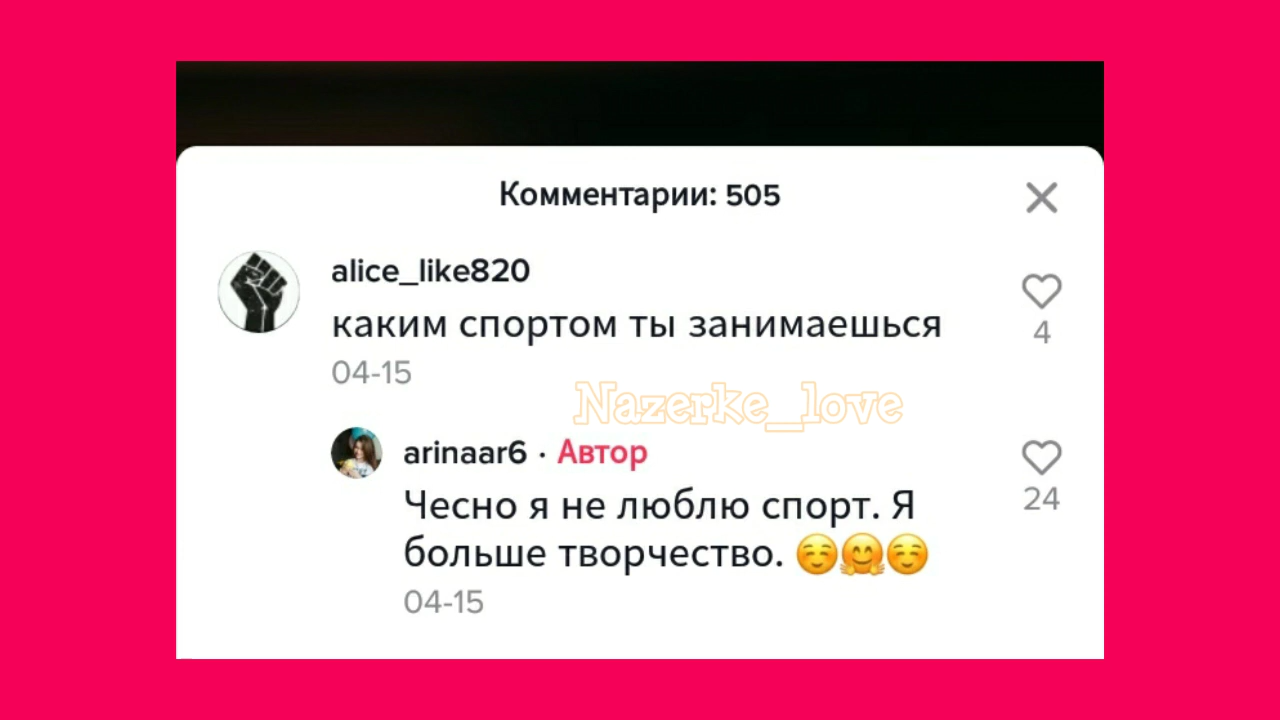 Комментарии: 505
alice_like820
каким спортом ты занимаешься
4
04-15
Nazerke_love
arinaar6 · Автор
Чесно я не люблю спорт. Я
больше творчество. ☺️🤗☺️
24
04-15